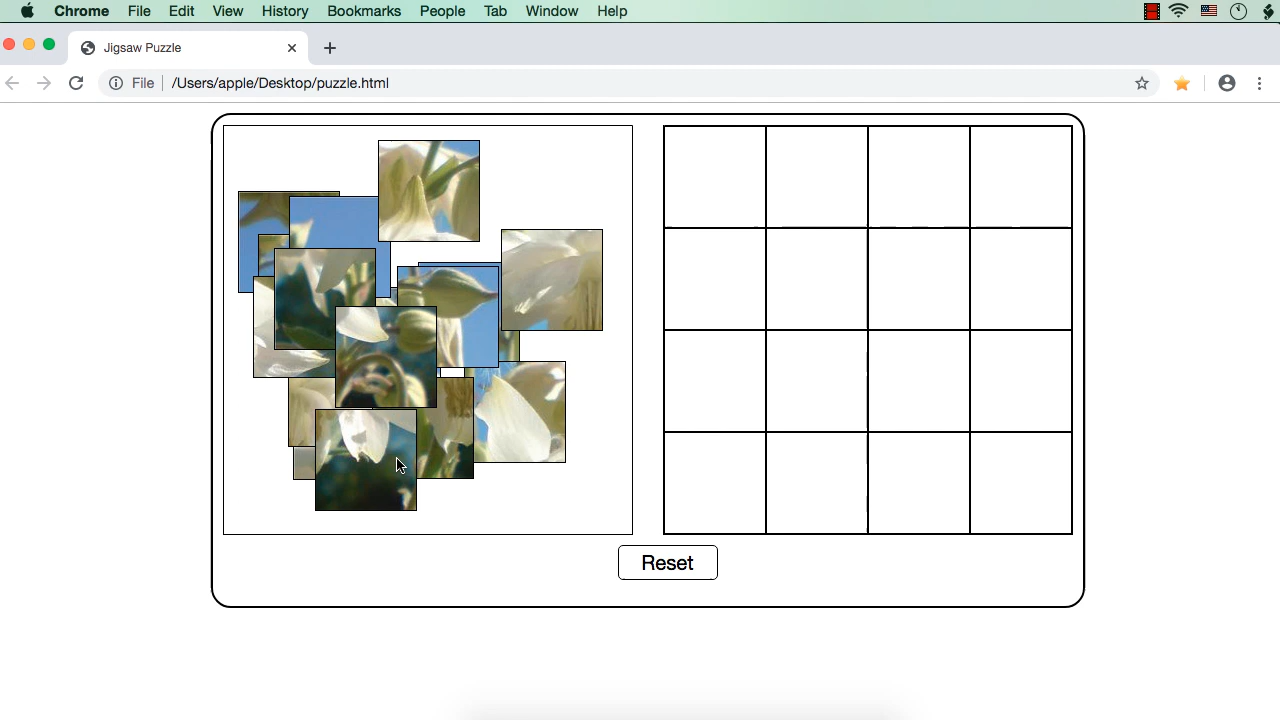 Chrome File Edit View History Bookmarks People Tab Window Help
Jigsaw Puzzle
File /Users/apple/Desktop/puzzle.html
Reset